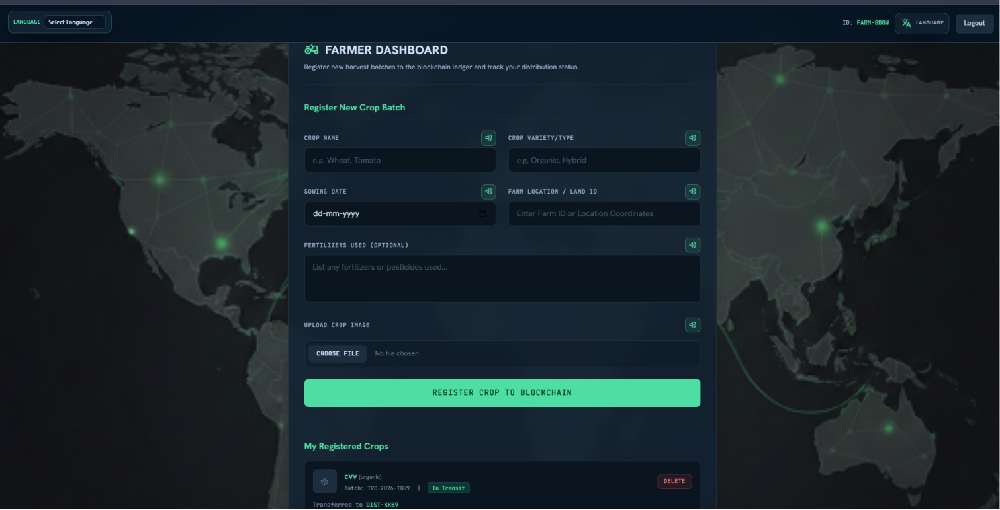 LANGUAGE Select Language
ID: FARM-8BGW LANGUAGE Logout
FARMER DASHBOARD
Register new harvest batches to the blockchain ledger and track your distribution status.
Register New Crop Batch
CROP NAME
e.g. Wheat, Tomato
CROP VARIETY/TYPE
e.g. Organic, Hybrid
SOWING DATE
dd-mm-yyyy
FARM LOCATION / LAND ID
Enter Farm ID or Location Coordinates
FERTILIZERS USED (OPTIONAL)
List any fertilizers or pesticides used...
UPLOAD CROP IMAGE
CHOOSE FILE No file chosen
REGISTER CROP TO BLOCKCHAIN
My Registered Crops
cvv (organic)
Batch: TRC-2026-TGU9 | In Transit
DELETE
Transferred to DIST-KKB9